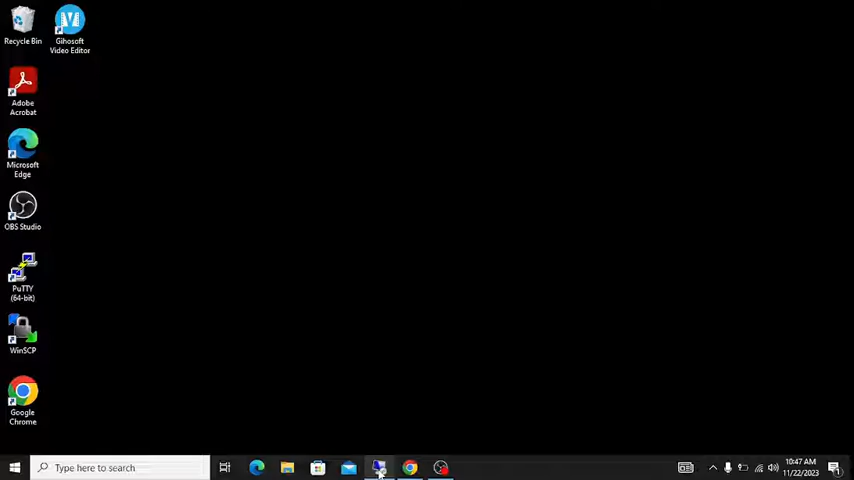 Recycle Bin
Gihosoft
Video Editor
Adobe
Acrobat
Microsoft
Edge
OBS Studio
PuTTY
(64-bit)
WinSCP
Google
Chrome
Type here to search
10:47 AM
11/22/2023
1